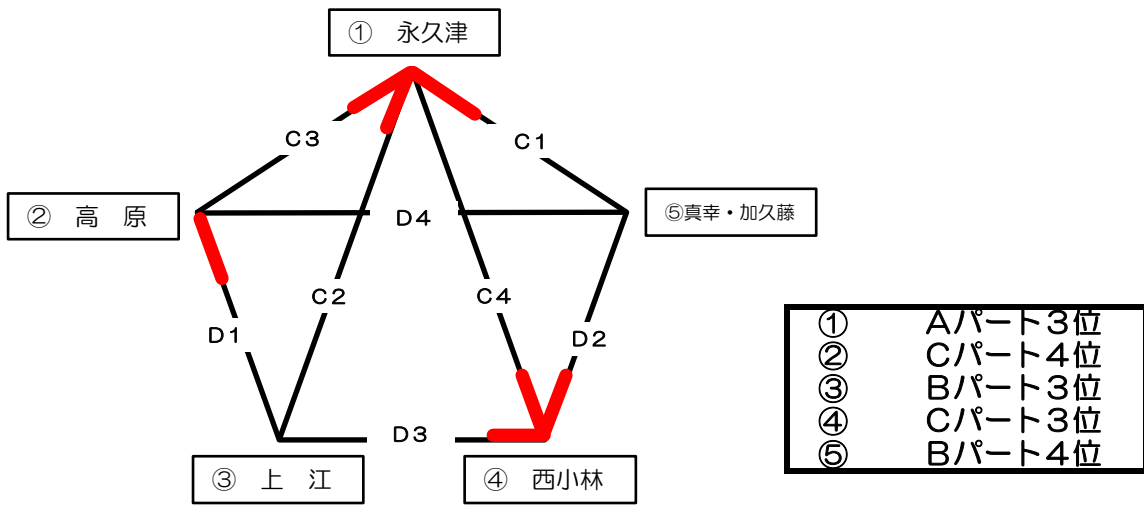 ① 永久津
C3
C1
② 高 原
D4
⑤真幸・加久藤
C2
C4
D1
D2
D3
③ 上 江
④ 西小林
① Aパート3位
② Cパート4位
③ Bパート3位
④ Cパート3位
⑤ Bパート4位